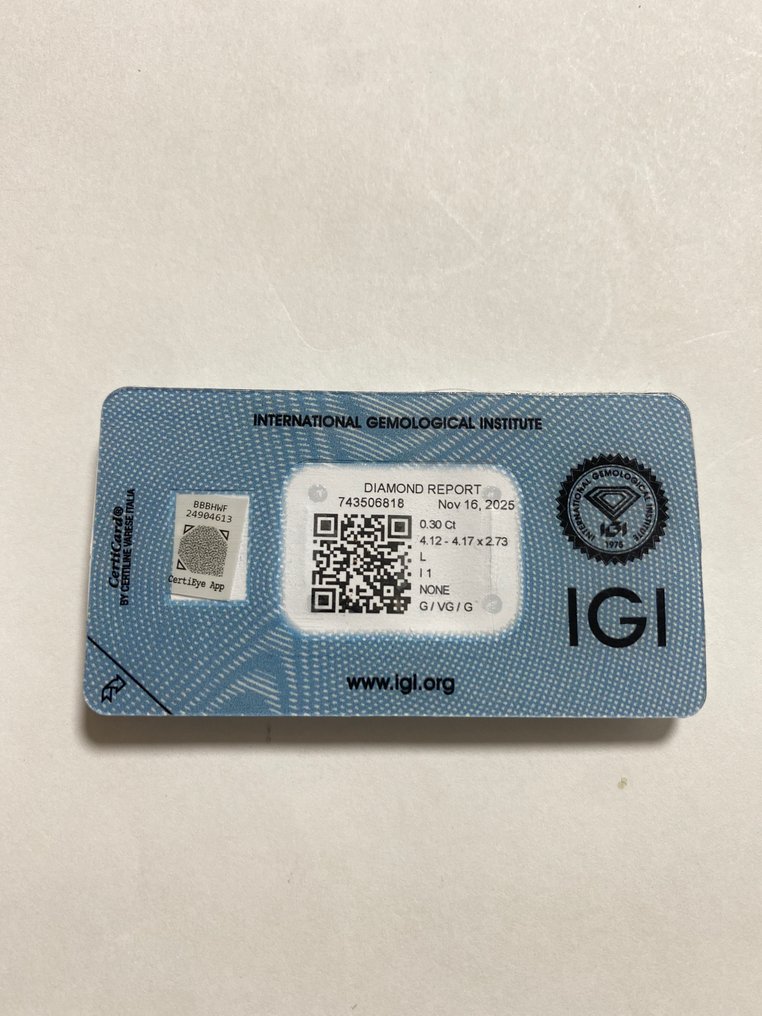 INTERNATIONAL GEMOLOGICAL INSTITUTE
DIAMOND REPORT
743506818 Nov 16, 2025
0.30 Ct
4.12 - 4.17 x 2.73
L
I 1
NONE
G / VG / G
BBBHWF
24904613
CertiEye App
CertiCard®
BY CERTILINE VARESE ITALIA
INTERNATIONAL GEMOLOGICAL INSTITUTE
IGI
1975
IGI
www.igi.org